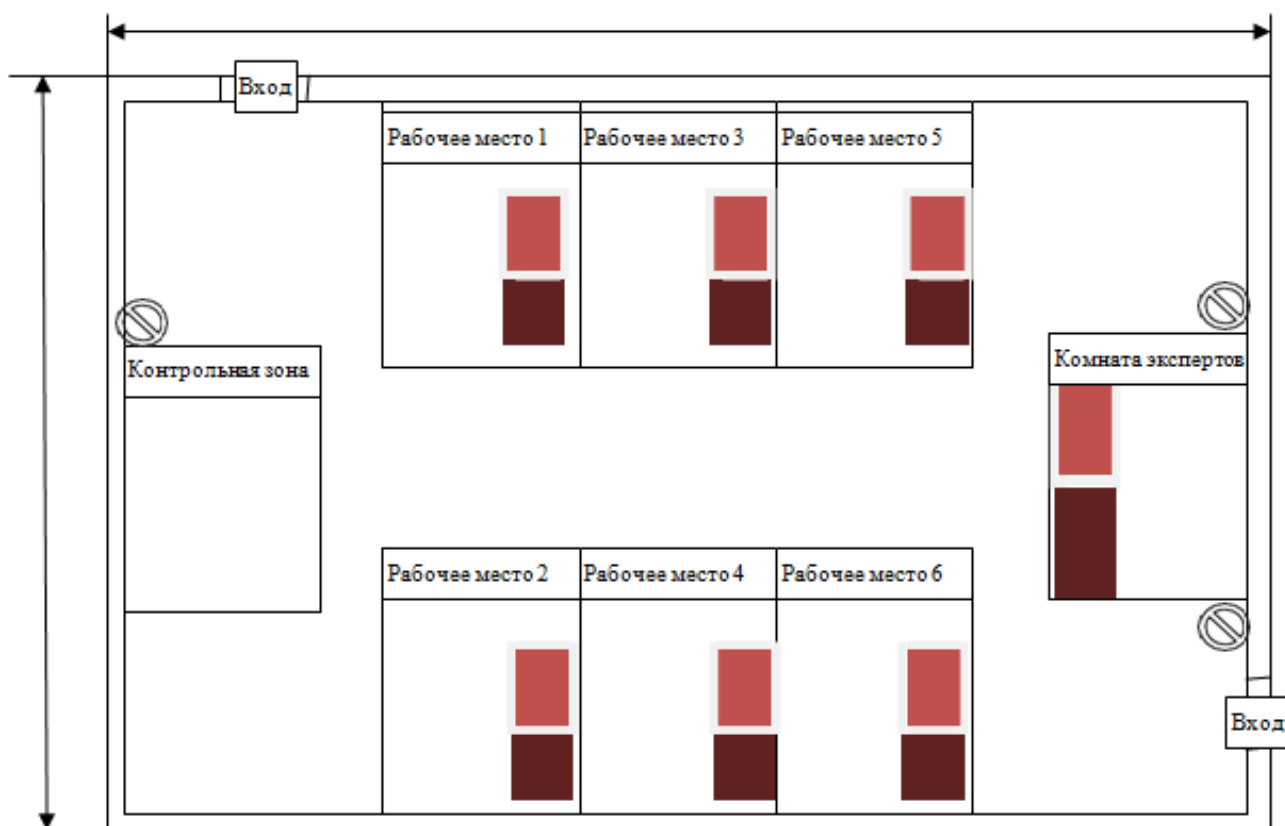 Вход
Рабочее место 1
Рабочее место 3
Рабочее место 5
Контрольная зона
Комната экспертов
Рабочее место 2
Рабочее место 4
Рабочее место 6
Вход